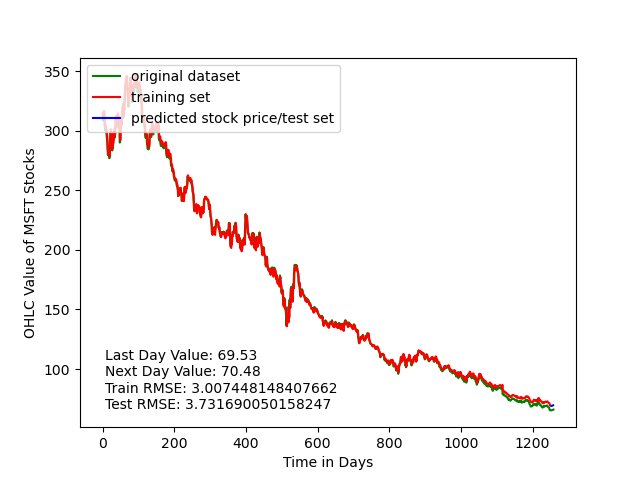 350
300
250
200
150
100
OHLC Value of MSFT Stocks
original dataset
training set
predicted stock price/test set
Last Day Value: 69.53
Next Day Value: 70.48
Train RMSE: 3.007448148407662
Test RMSE: 3.731690050158247
0 200 400 600 800 1000 1200
Time in Days